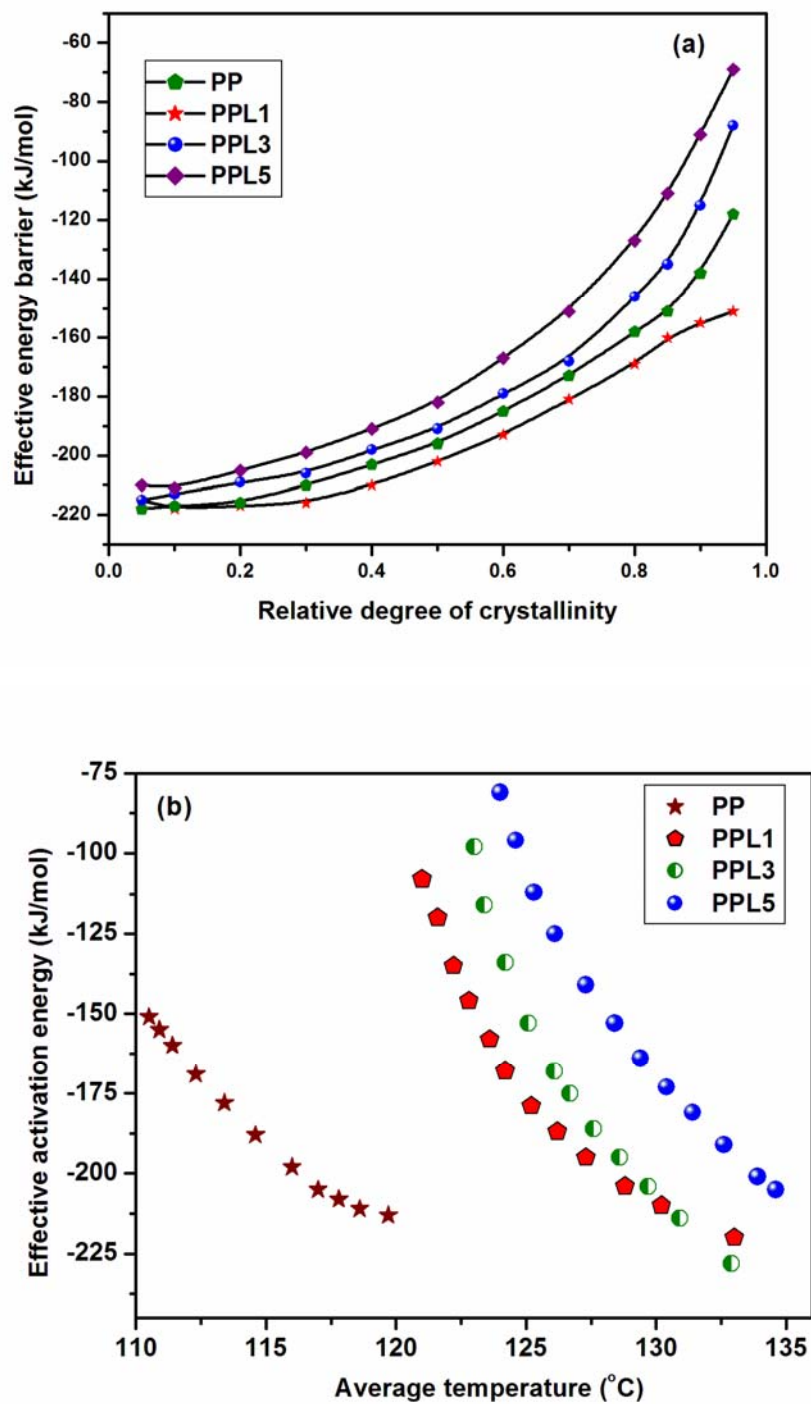 (a)
PP
PPL1
PPL3
PPL5
-60
-80
-100
-120
-140
-160
-180
-200
-220
Effective energy barrier (kJ/mol)
0.0 0.2 0.4 0.6 0.8 1.0
Relative degree of crystallinity
(b)
PP
PPL1
PPL3
PPL5
-75
-100
-125
-150
-175
-200
-225
Effective activation energy (kJ/mol)
110 115 120 125 130 135
Average temperature (°C)